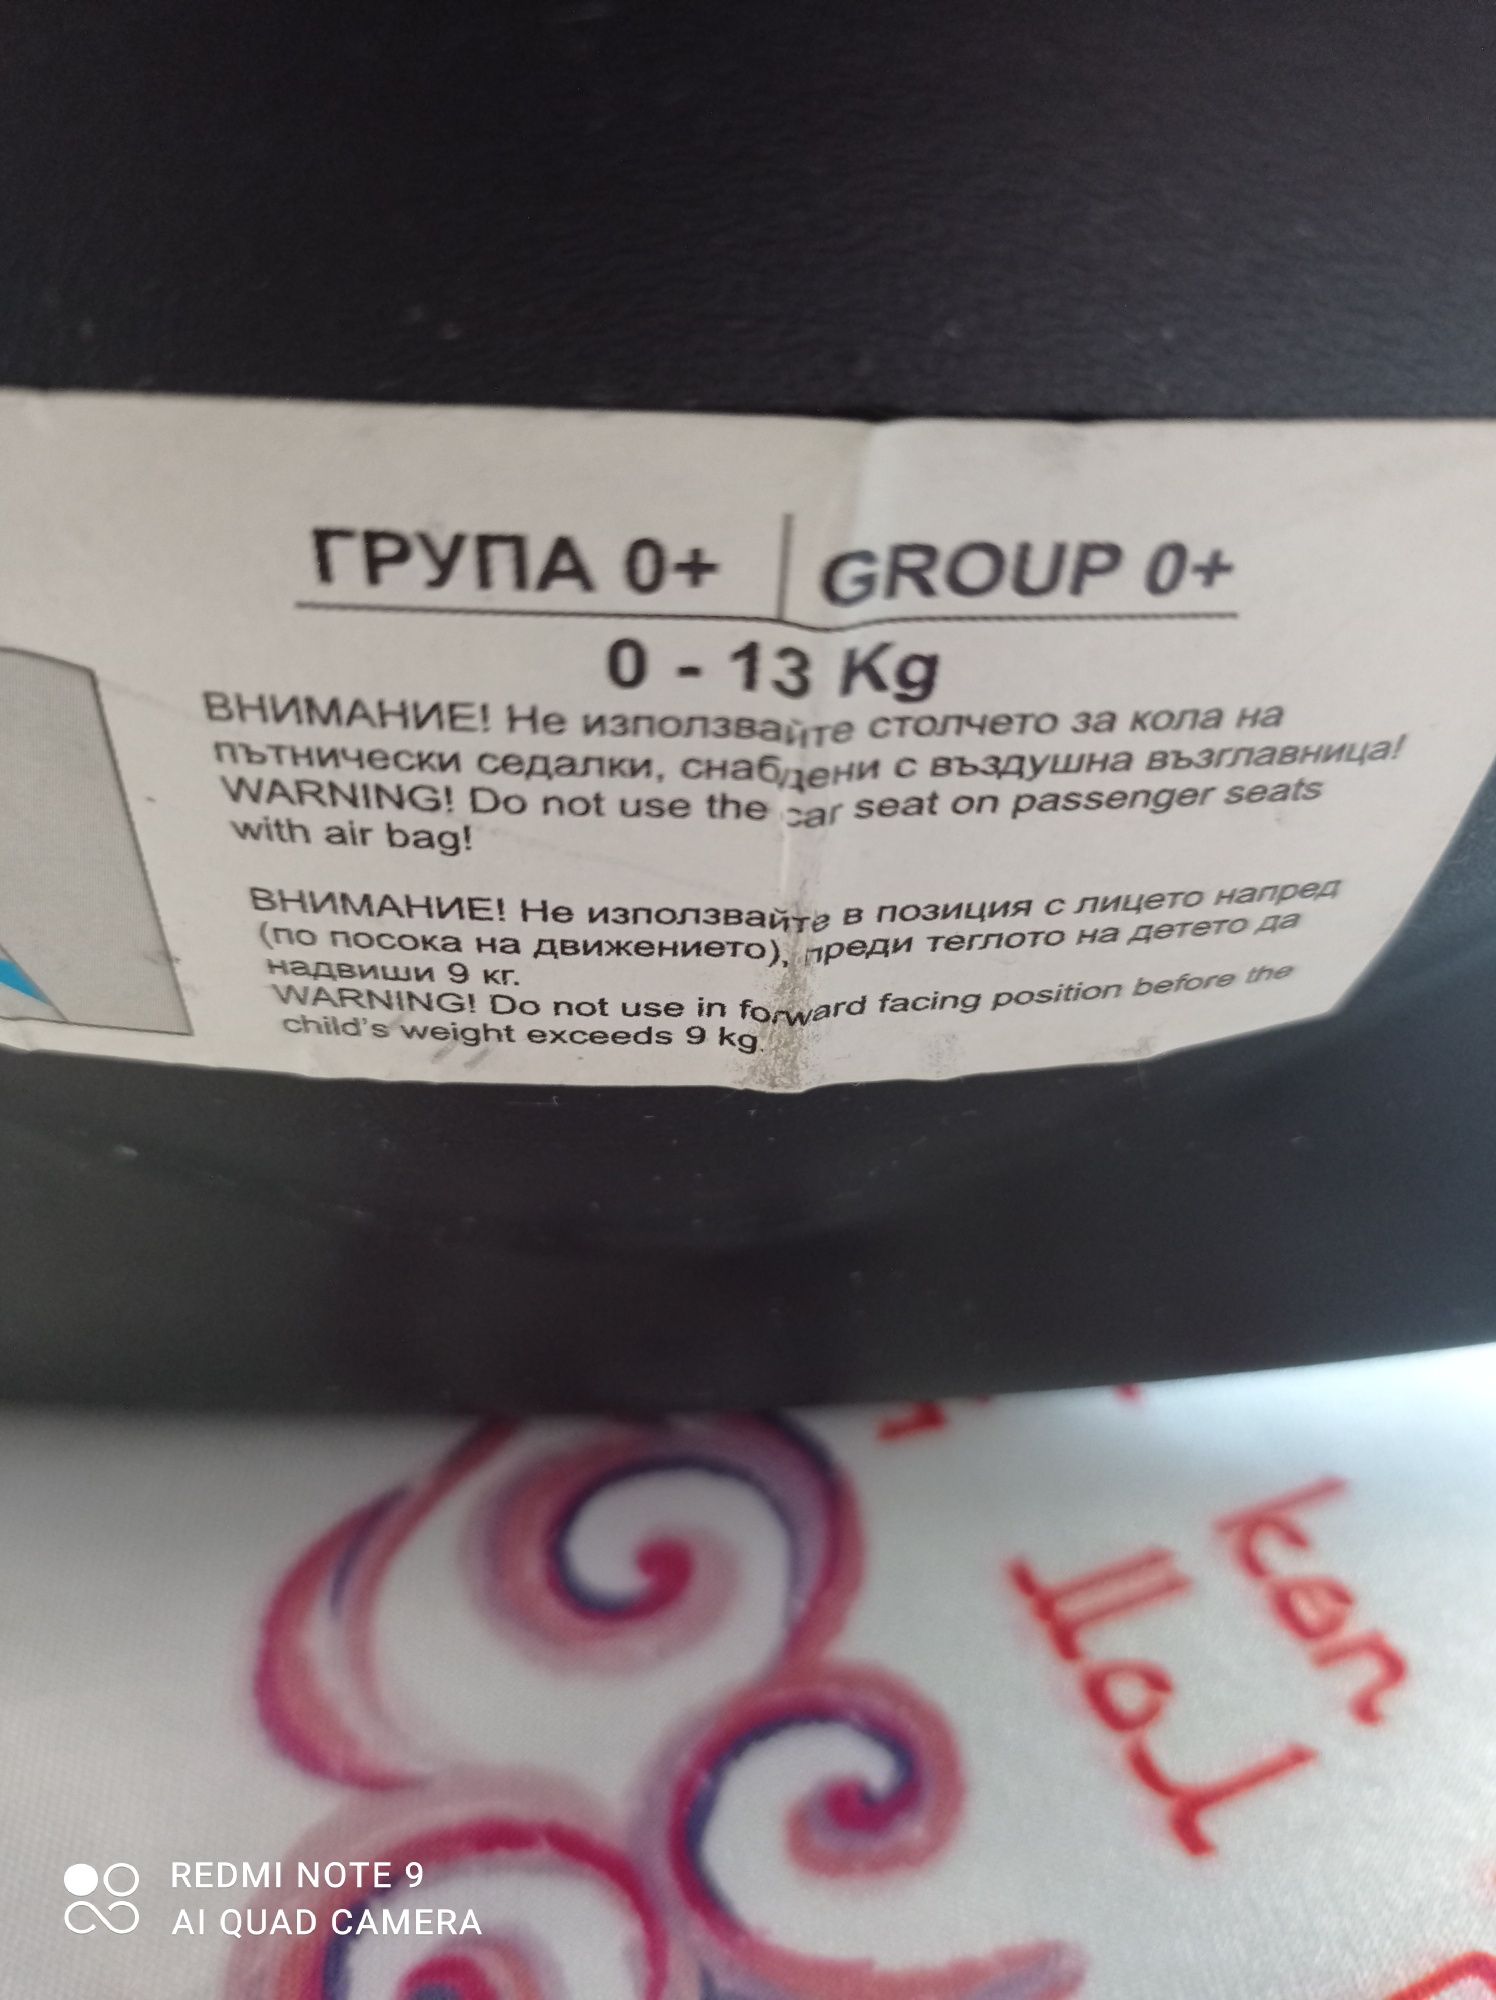 ГРУПА 0+ | GROUP 0+
0 - 13 Kg
ВНИМАНИЕ! Не използвайте столчето за кола на
пътнически седалки, снабдени с въздушна възглавница!
WARNING! Do not use the car seat on passenger seats
with air bag!
ВНИМАНИЕ! Не използвайте в позиция с лицето напред
(по посока на движението), преди теглото на детето да
надвиши 9 кг.
WARNING! Do not use in forward facing position before the
child's weight exceeds 9 kg.
REDMI NOTE 9
AI QUAD CAMERA